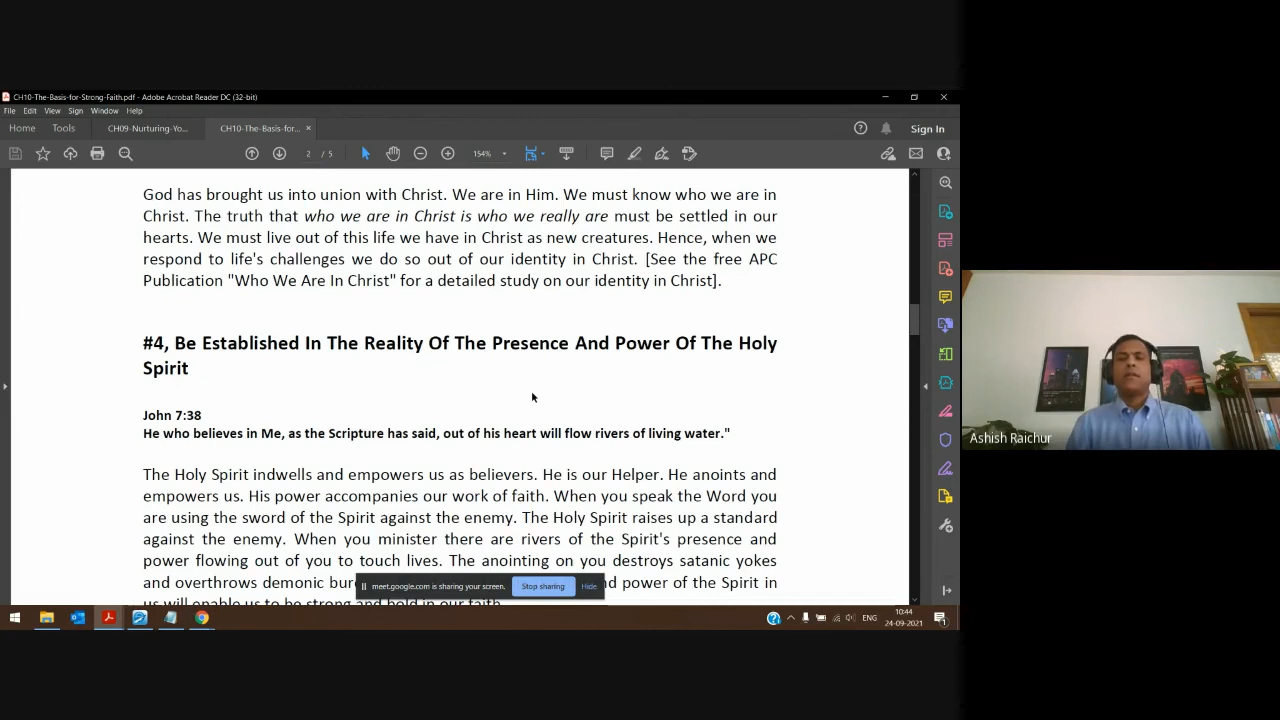 CH10-The-Basis-for-Strong-Faith.pdf - Adobe Acrobat Reader DC (32-bit)
File Edit View Sign Window Help
Home Tools CH09-Nurturing-Yo... CH10-The-Basis-for... × Sign In
2 / 5 154%
God has brought us into union with Christ. We are in Him. We must know who we are in
Christ. The truth that who we are in Christ is who we really are must be settled in our
hearts. We must live out of this life we have in Christ as new creatures. Hence, when we
respond to life's challenges we do so out of our identity in Christ. [See the free APC
Publication "Who We Are In Christ" for a detailed study on our identity in Christ].
#4, Be Established In The Reality Of The Presence And Power Of The Holy
Spirit
John 7:38
He who believes in Me, as the Scripture has said, out of his heart will flow rivers of living water."
The Holy Spirit indwells and empowers us as believers. He is our Helper. He anoints and
empowers us. His power accompanies our work of faith. When you speak the Word you
are using the sword of the Spirit against the enemy. The Holy Spirit raises up a standard
against the enemy. When you minister there are rivers of the Spirit's presence and
power flowing out of you to touch lives. The anointing on you destroys satanic yokes
and overthrows demonic power of the Spirit in
us will enable us to be strong and bold in our faith.
meet.google.com is sharing your screen. Stop sharing Hide
Ashish Raichur
ENG
10:44
24-09-2021